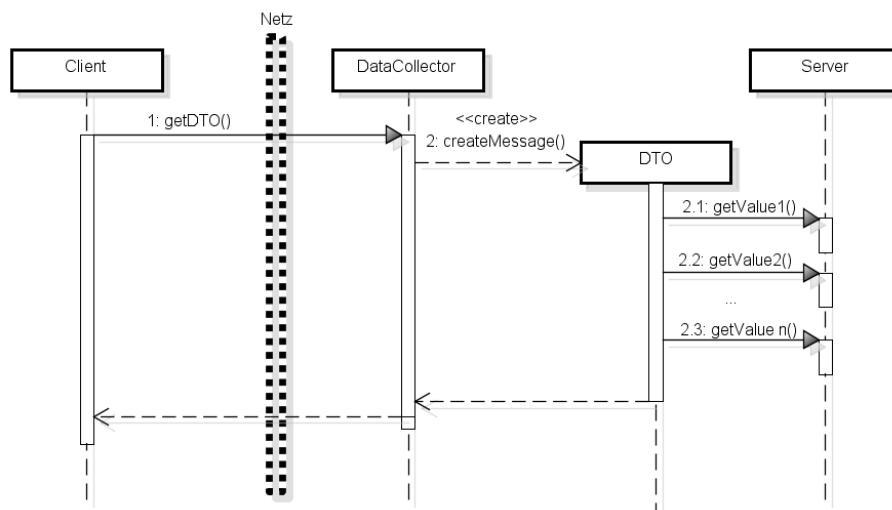 Netz
Client
DataCollector
Server
<<create>>
1: getDTO()
2: createMessage()
DTO
2.1: getValue1()
2.2: getValue2()
...
2.3: getValue n()